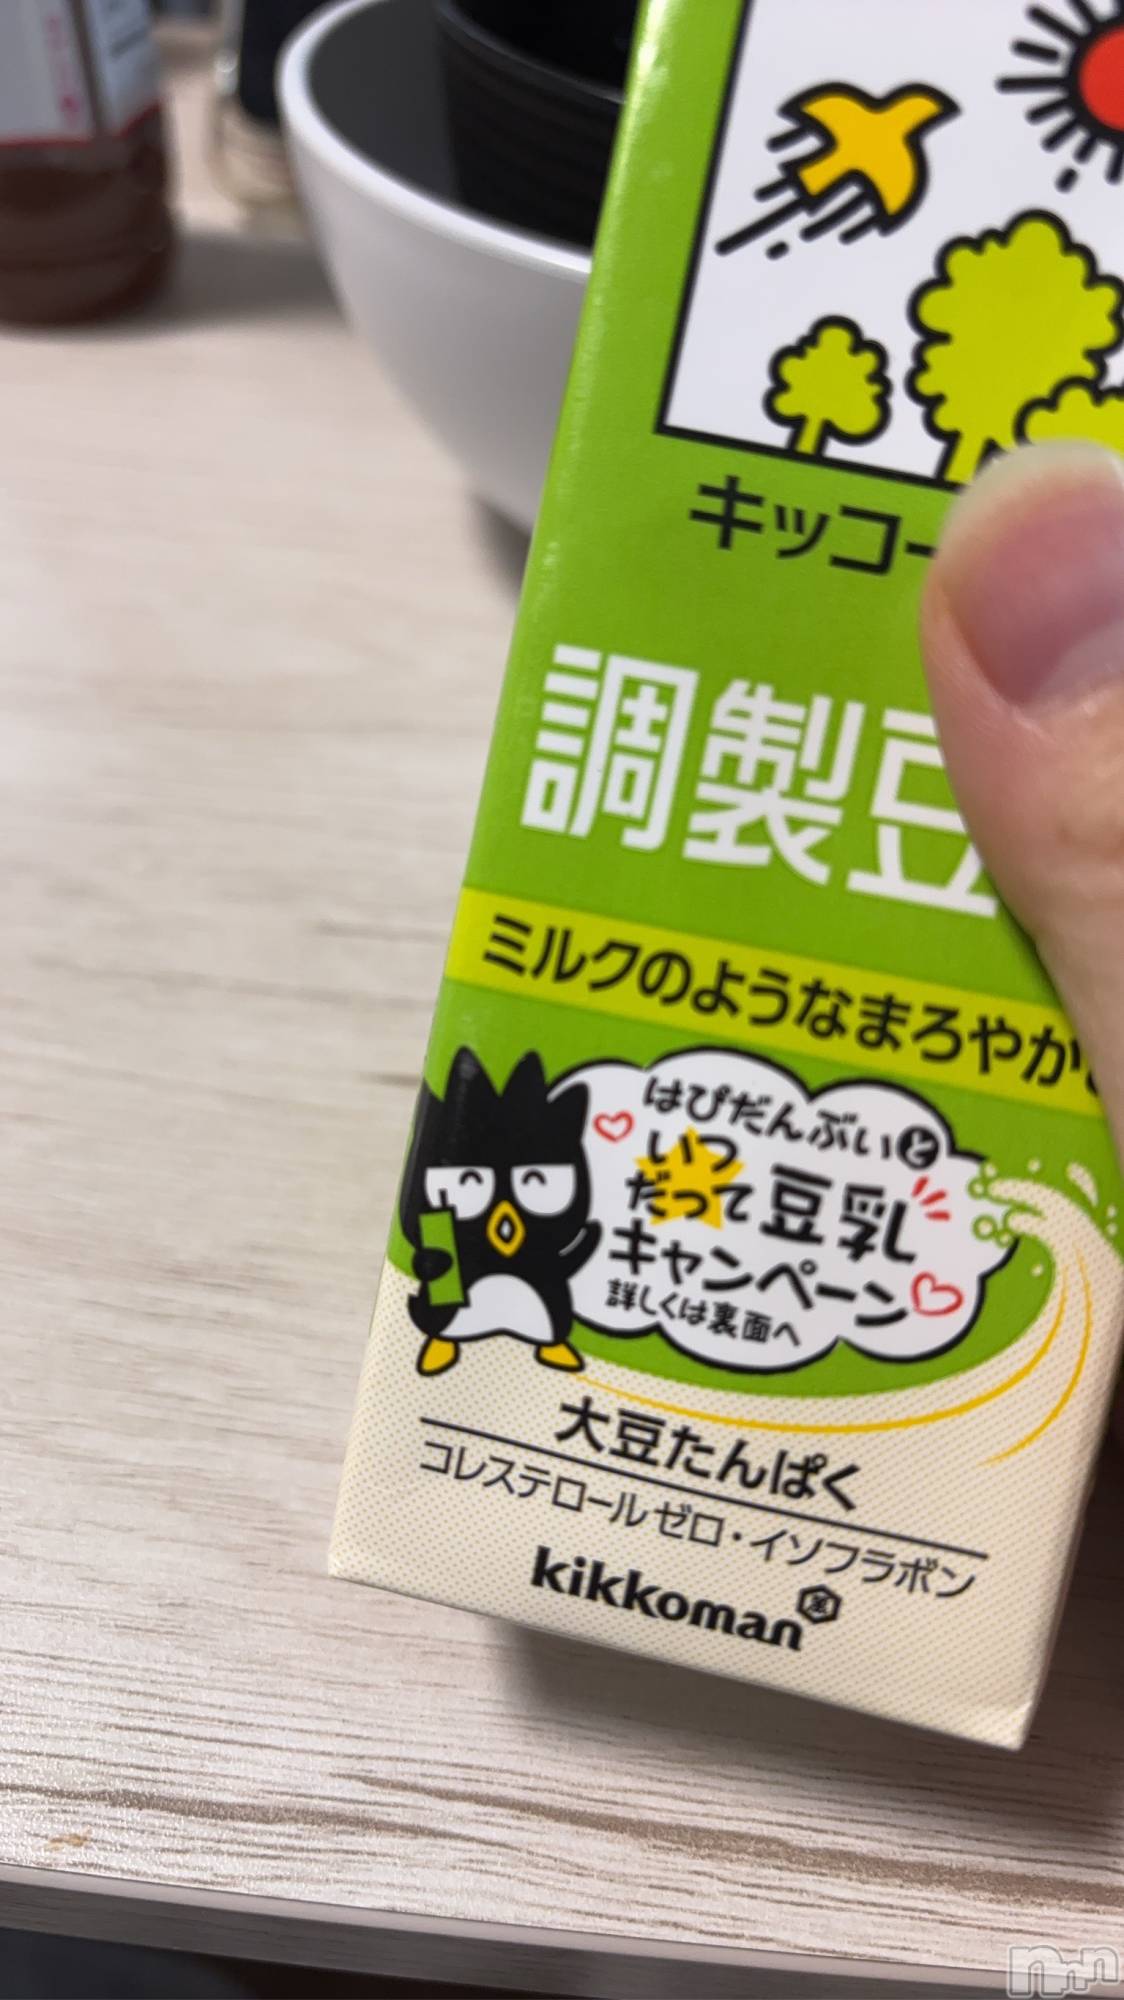 キッコー
調製豆
ミルクのようなまろやか
はぴだんぶいと
いつ
だって豆乳
キャンペーン
詳しくは裏面へ
大豆たんぱく
コレステロールゼロ・イソフラボン
kikkoman